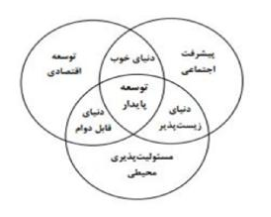 پیشرفت
اجتماعی
دنیای خوب
توسعه
اقتصادی
توسعه
پایدار
دنیای
زیست‌پذیر
دنیای
قابل دوام
مسئولیت‌پذیری
محیطی